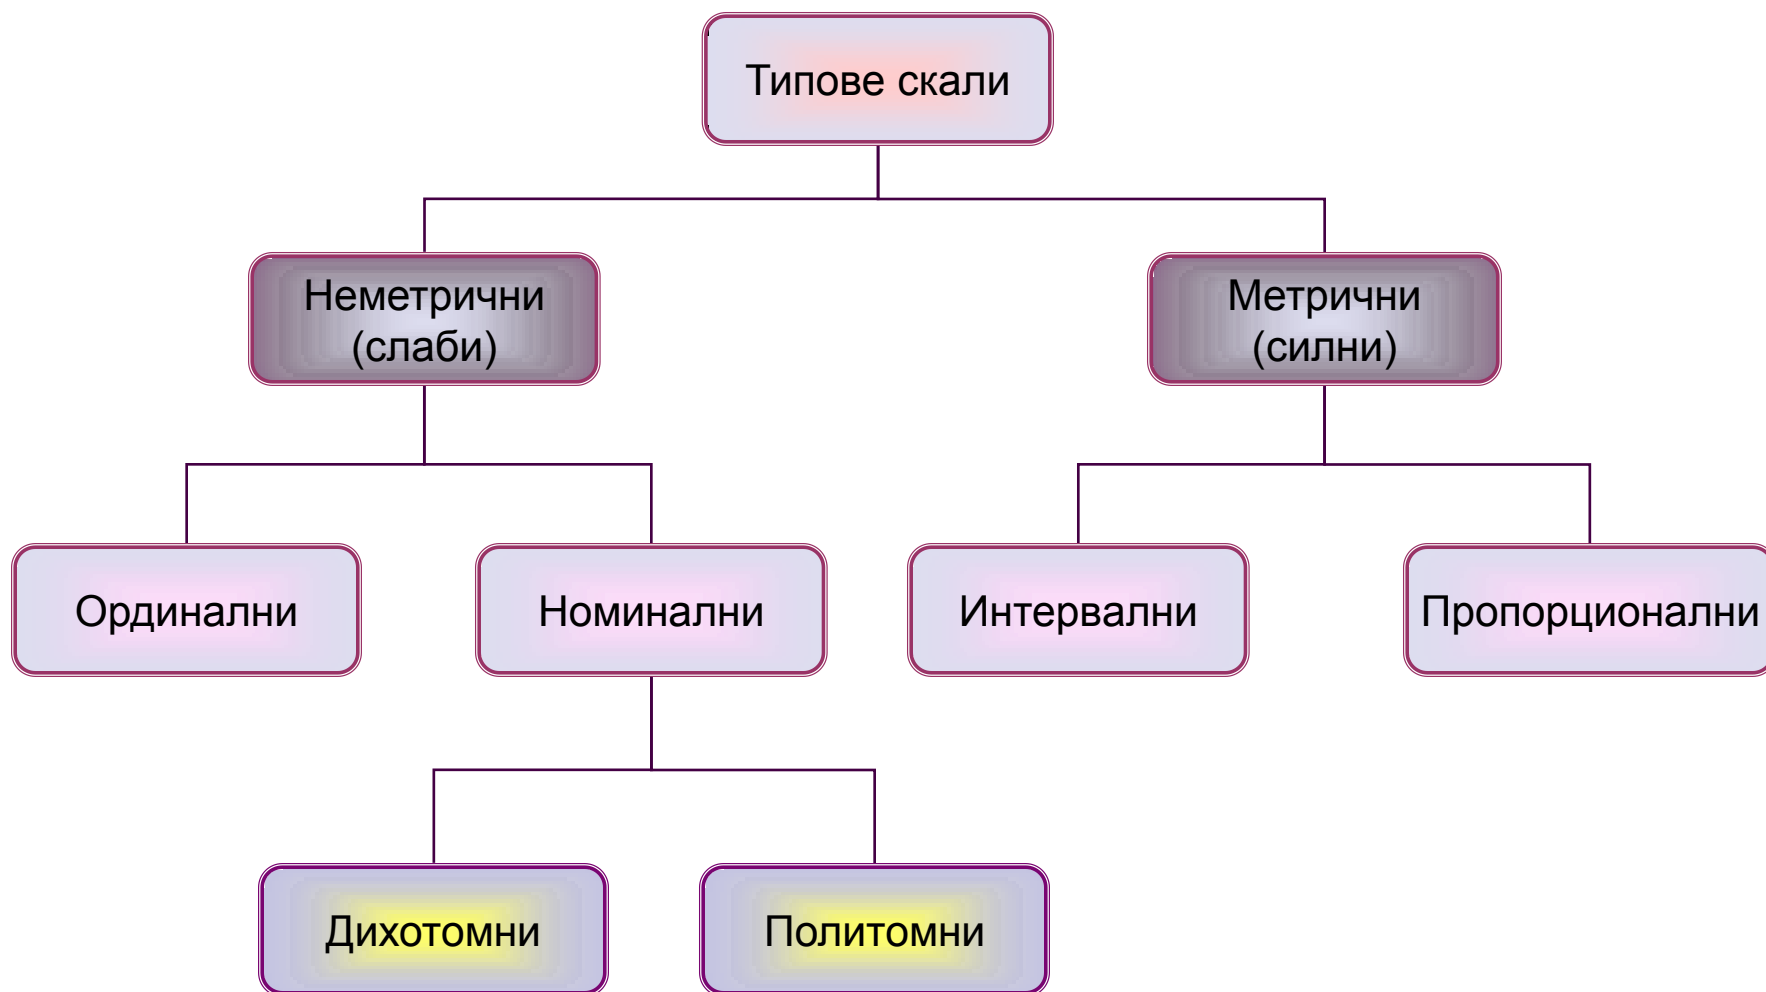 Типове скали
Неметрични
(слаби)
Метрични
(силни)
Ординални
Номинални
Интервални
Пропорционални
Дихотомни
Политомни